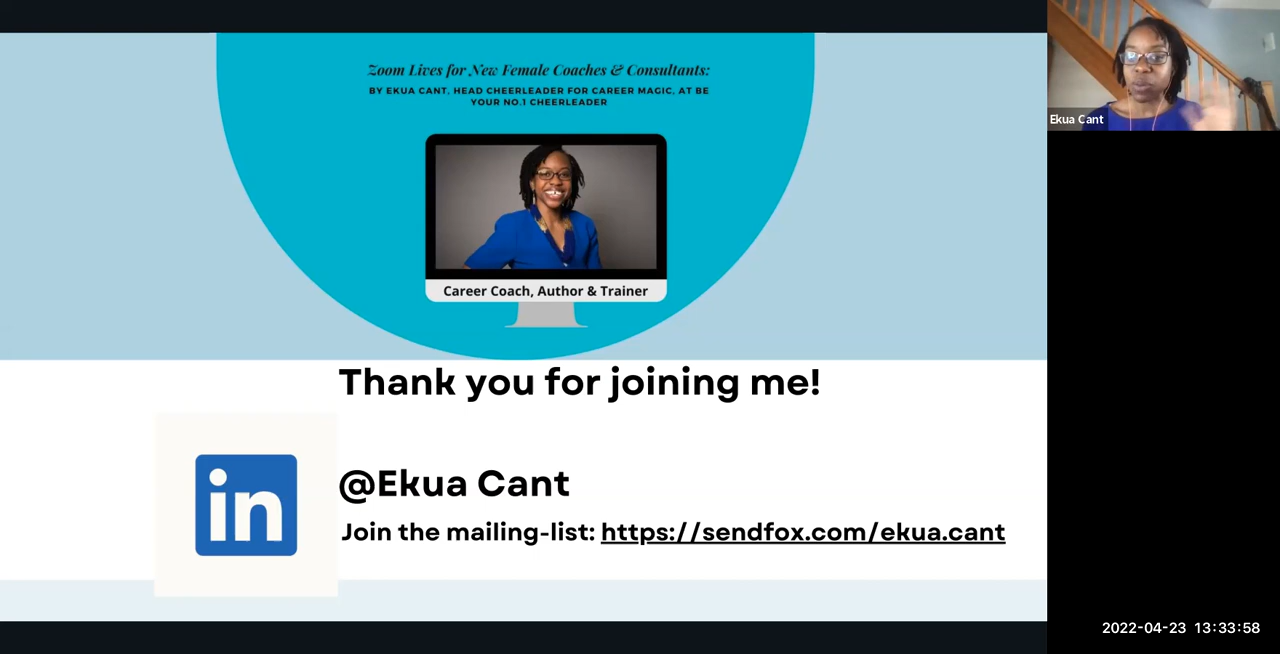 Zoom Lives for New Female Coaches & Consultants:
BY EKUA CANT, HEAD CHEERLEADER FOR CAREER MAGIC, AT BE
YOUR NO.1 CHEERLEADER
Career Coach, Author & Trainer
Thank you for joining me!
in
@Ekua Cant
Join the mailing-list: https://sendfox.com/ekua.cant
Ekua Cant
2022-04-23 13:33:58